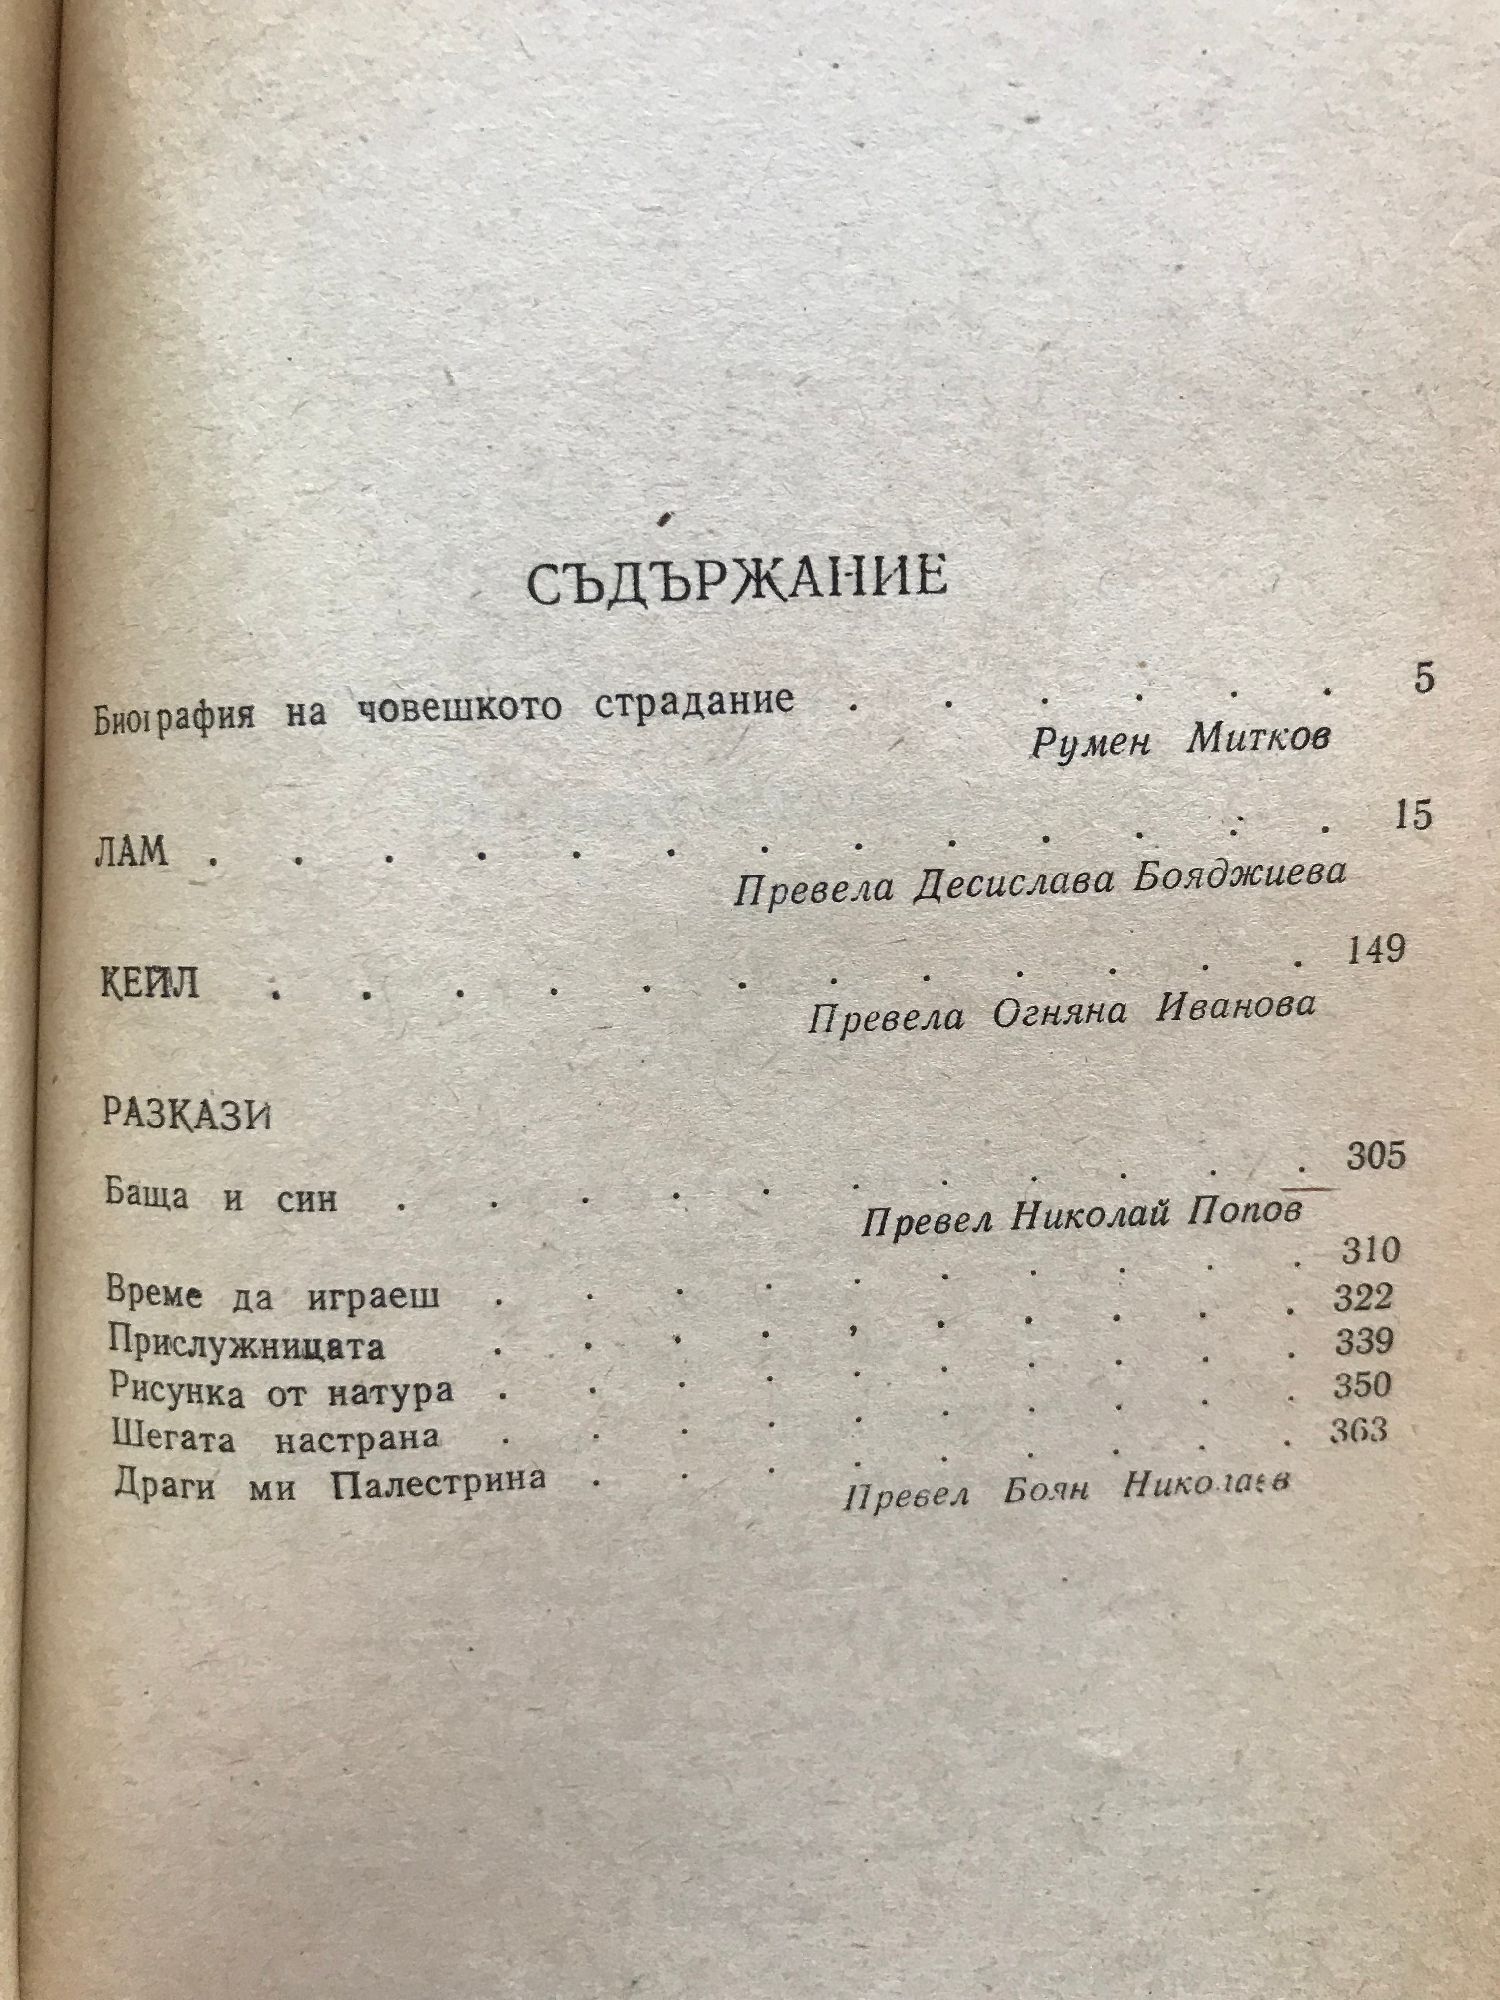 СЪДЪРЖАНИЕ
Биография на човешкото страдание . . . . . . 5
Румен Митков
ЛАМ . . . . . . . . . . . . . 15
Превела Десислава Бояджиева
КЕЙЛ . . . . . . . . . . . . 149
Превела Огняна Иванова
РАЗКАЗИ
Баща и син . . . . . . . . . . . 305
Превел Николай Попов
Време да играеш . . . . . . . . . . 310
Прислужницата . . . . . . . . . . 322
Рисунка от натура . . . . . . . . . . 339
Шегата настрана . . . . . . . . . . 350
Драги ми Палестрина . . . . . . . . . 363
Превел Боян Николаев